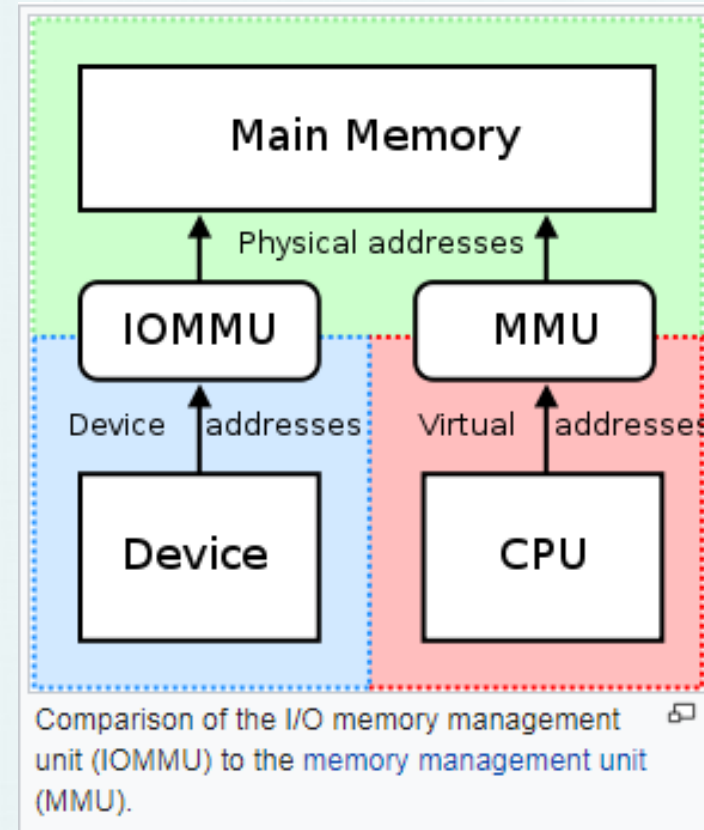 Main Memory
Physical addresses
IOMMU MMU
Device addresses Virtual addresses
Device CPU
Comparison of the I/O memory management
unit (IOMMU) to the memory management unit
(MMU).